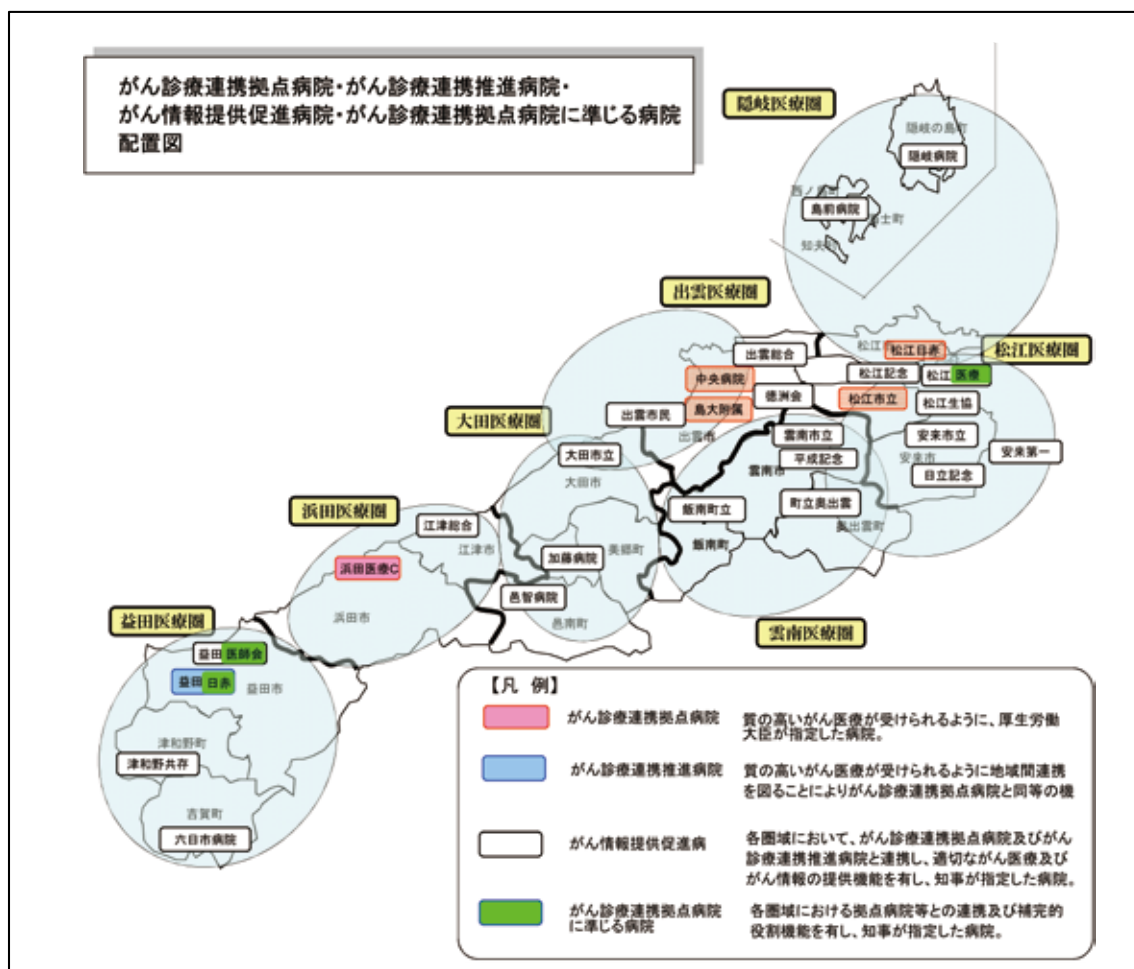 がん診療連携拠点病院・がん診療連携推進病院・
がん情報提供促進病院・がん診療連携拠点病院に準じる病院
配置図
隠岐医療圏
隠岐の島町
隠岐病院
西ノ島町
島前病院
海士町
知夫村
出雲医療圏
出雲総合
中央病院
徳洲会
島大附属
出雲市民
出雲市
松江医療圏
松江日赤
松江記念
松江医療
松江市立
松江生協
安来市立
安来市
安来第一
日立記念
大田医療圏
大田市立
大田市
加藤病院
美郷町
邑智病院
邑南町
雲南市立
平成記念
雲南市
飯南町立
飯南町
町立奥出雲
奥出雲町
雲南医療圏
浜田医療圏
江津総合
江津市
浜田医療C
浜田市
益田医療圏
益田医師会
益田日赤
益田市
津和野町
津和野共存
吉賀町
六日市病院
【凡 例】
がん診療連携拠点病院
質の高いがん医療が受けられるように、厚生労働
大臣が指定した病院。
がん診療連携推進病院
質の高いがん医療が受けられるように地域間連携
を図ることによりがん診療連携拠点病院と同等の機
がん情報提供促進病
各圏域において、がん診療連携拠点病院及びがん
診療連携推進病院と連携し、適切ながん医療及び
がん情報の提供機能を有し、知事が指定した病院。
がん診療連携拠点病院
に準じる病院
各圏域における拠点病院等との連携及び補完的
役割機能を有し、知事が指定した病院。